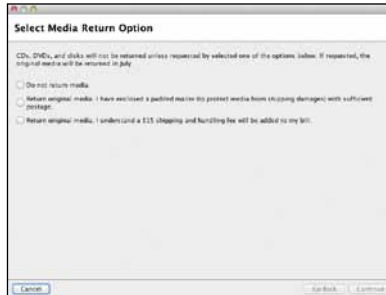 Select Media Return Option
CDs, DVDs, and disks will not be returned unless requested by selected one of the options below. If requested, the
original media will be returned in July.
Do not return media.
Return original media. I have enclosed a padded mailer (to protect media from shipping damages) with sufficient
postage.
Return original media. I understand a $15 shipping and handling fee will be added to my bill.
Cancel
Go Back
Continue